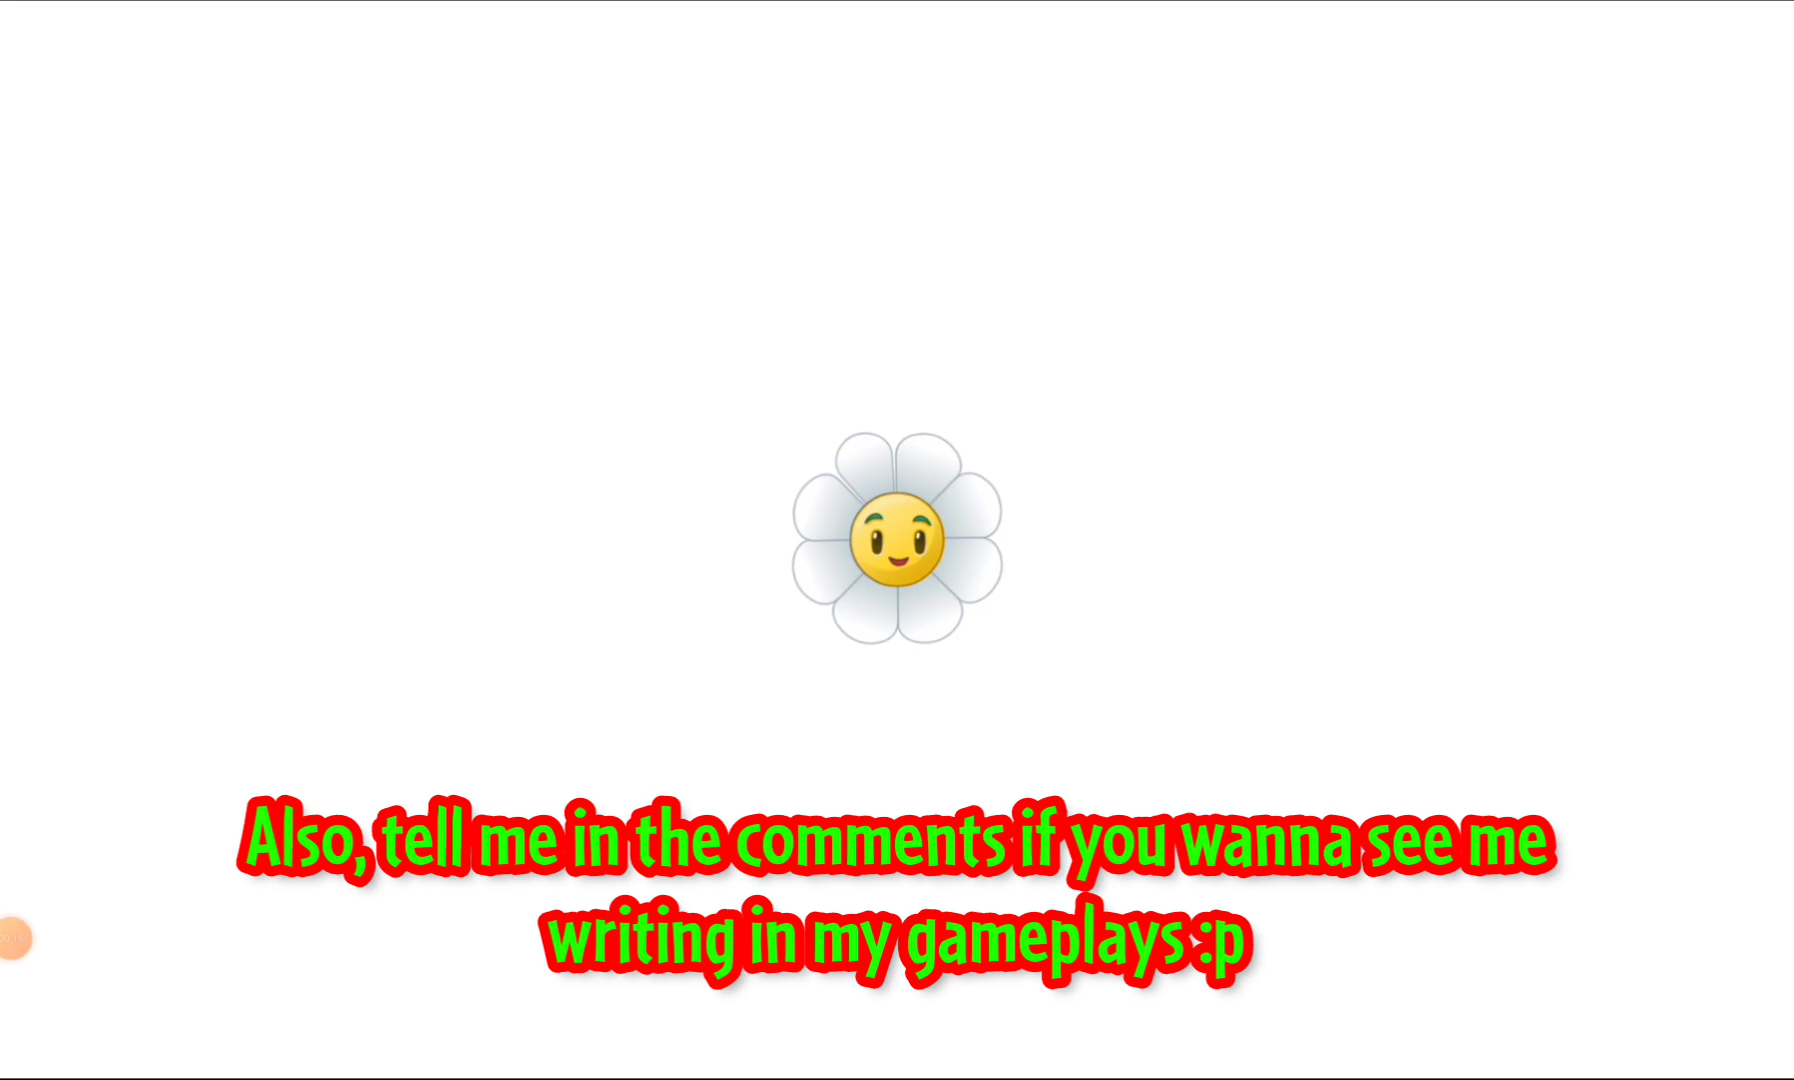 Also, tell me in the comments if you wanna see me
writing in my gameplays :p